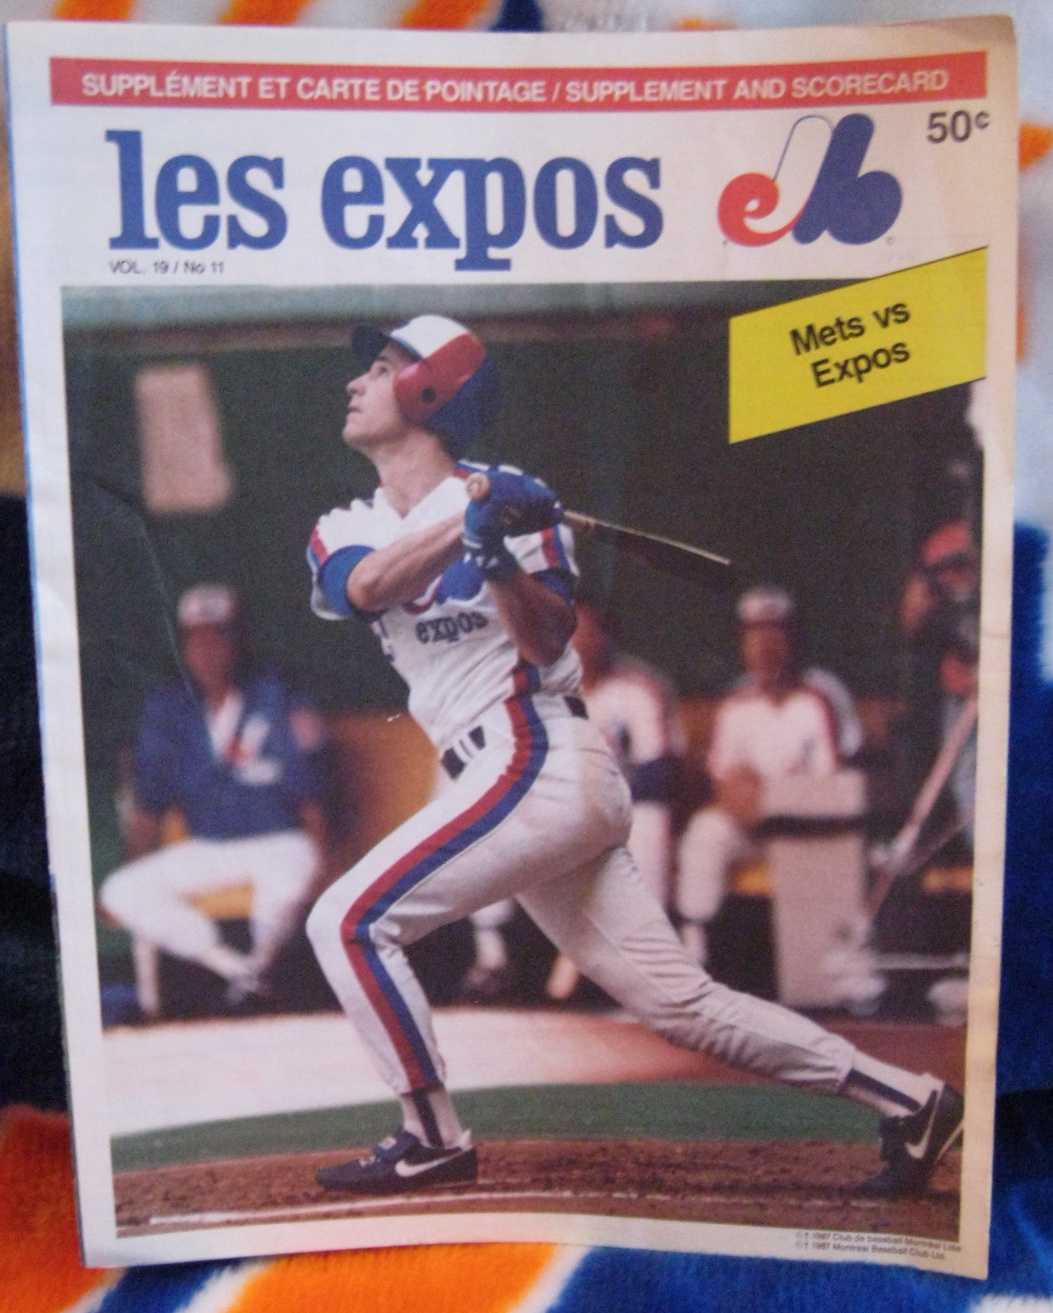 SUPPLÉMENT ET CARTE DE POINTAGE / SUPPLEMENT AND SCORECARD
50¢
les expos
VOL. 19 / No 11
Mets vs
Expos
expos
© 1987 Club de baseball Montréal Ltée
© 1987 Montreal Baseball Club Ltd.